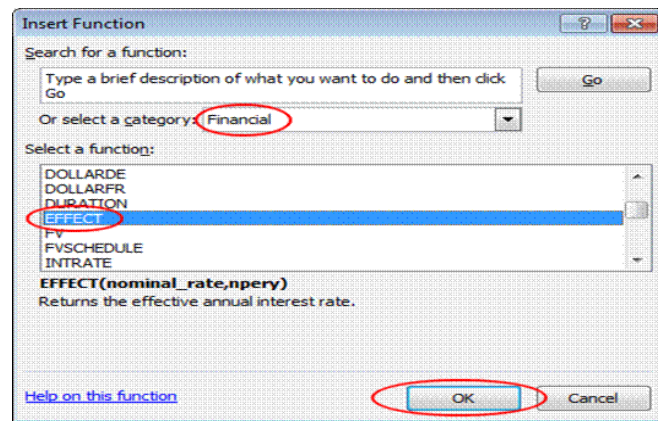 Insert Function
Search for a function:
Type a brief description of what you want to do and then click
Go
Go
Or select a category: Financial
Select a function:
DOLLARDE
DOLLARFR
DURATION
EFFECT
FV
FVSCHEDULE
INTRATE
EFFECT(nominal_rate,npery)
Returns the effective annual interest rate.
Help on this function
OK
Cancel